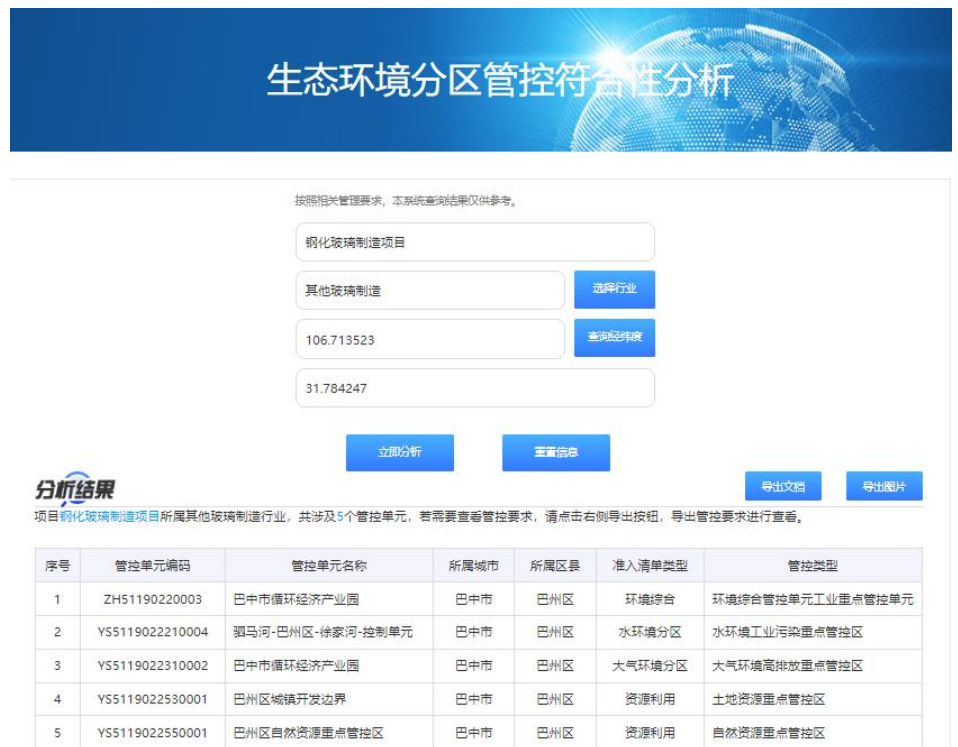 生态环境分区管控符合性分析
按照相关管理要求，本系统查询结果仅供参考。
钢化玻璃制造项目
其他玻璃制造 选择行业
106.713523 查询经纬度
31.784247
立即分析 重置信息
分析结果 导出文档 导出图片
项目钢化玻璃制造项目所属其他玻璃制造行业，共涉及5个管控单元，若需要查看管控要求，请点击右侧导出按钮，导出管控要求进行查看。
序号 管控单元编码 管控单元名称 所属城市 所属区县 准入清单类型 管控类型
1 ZH51190220003 巴中市循环经济产业园 巴中市 巴州区 环境综合 环境综合管控单元工业重点管控单元
2 YS5119022210004 驷马河-巴州区-徐家河-控制单元 巴中市 巴州区 水环境分区 水环境工业污染重点管控区
3 YS5119022310002 巴中市循环经济产业园 巴中市 巴州区 大气环境分区 大气环境高排放重点管控区
4 YS5119022530001 巴州区城镇开发边界 巴中市 巴州区 资源利用 土地资源重点管控区
5 YS5119022550001 巴州区自然资源重点管控区 巴中市 巴州区 资源利用 自然资源重点管控区